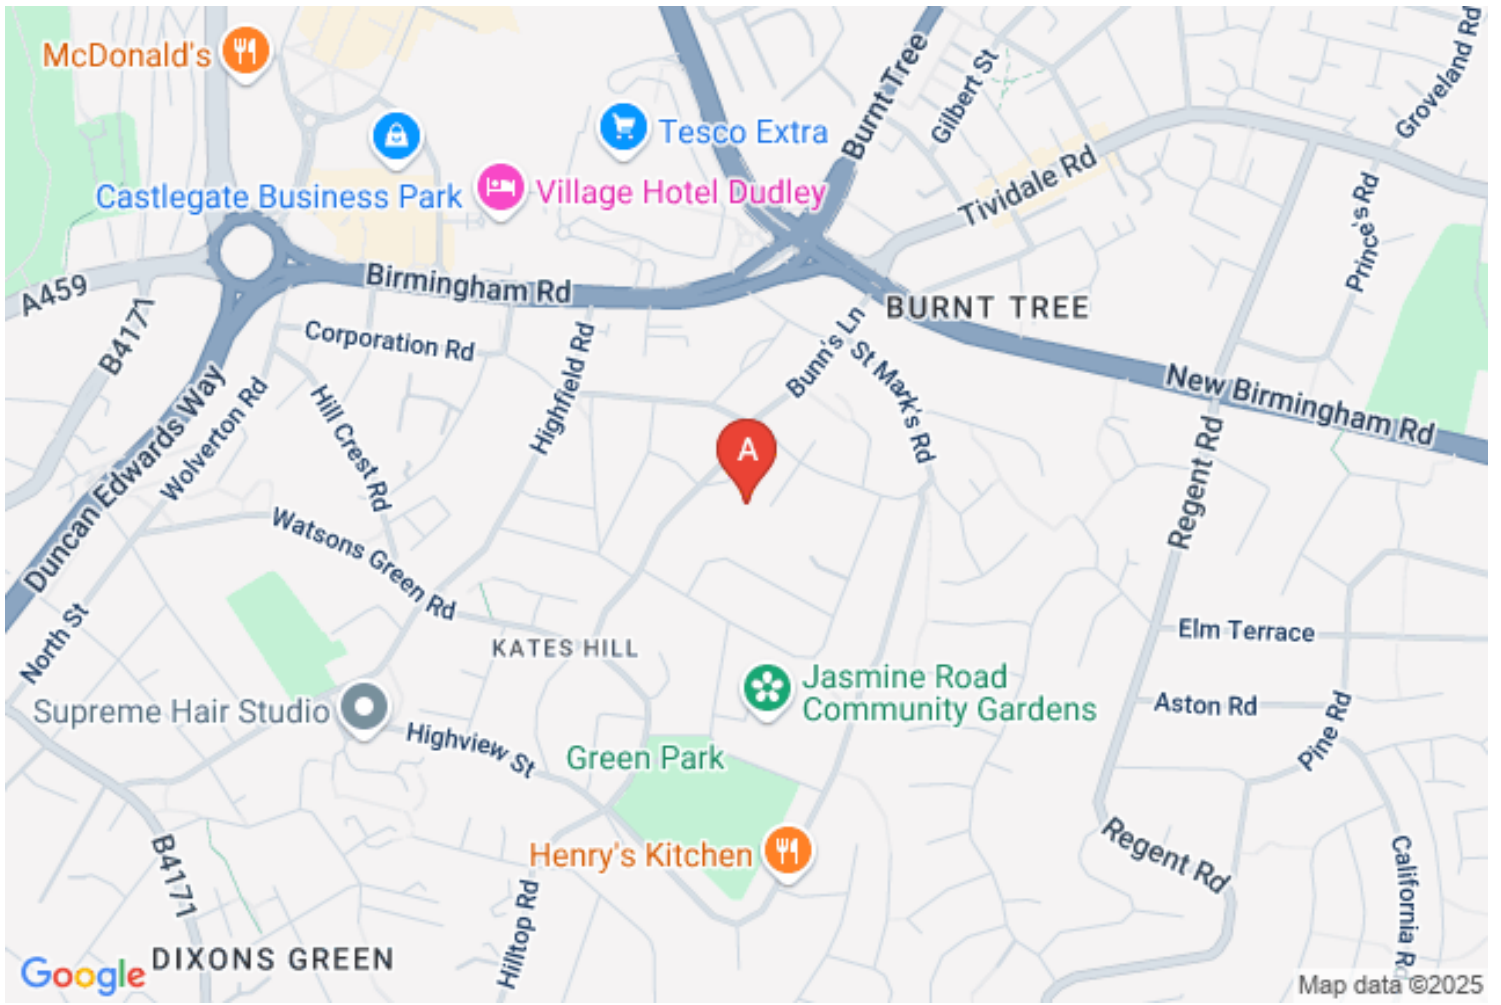 McDonald's
Tesco Extra
Castlegate Business Park
Village Hotel Dudley
Burnt Tree
Gilbert St
Groveland Rd
Tividale Rd
Prince's Rd
A459
Birmingham Rd
BURNT TREE
B4171
Corporation Rd
Highfield Rd
Bunn's Ln
St Mark's Rd
New Birmingham Rd
Duncan Edwards Way
Wolverton Rd
Hill Crest Rd
A
Regent Rd
Watsons Green Rd
North St
KATES HILL
Elm Terrace
Jasmine Road
Community Gardens
Aston Rd
Supreme Hair Studio
Highview St
Green Park
Pine Rd
Henry's Kitchen
Regent Rd
B4171
Hilltop Rd
California Rd
DIXONS GREEN
Google
Map data ©2025